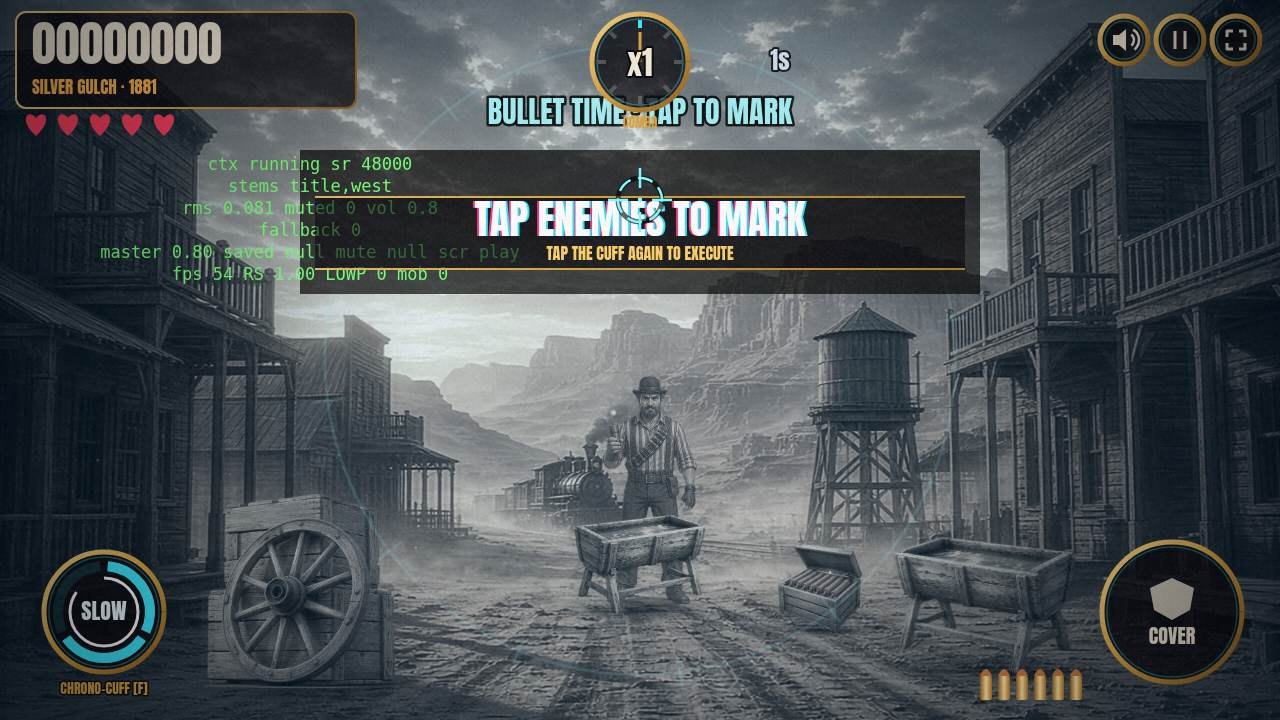 00000000
SILVER GULCH · 1881
x1
1s
BULLET TIME TAP TO MARK
ctx running sr 48000
stems title,west
rms 0.081 muted 0 vol 0.8
fallback 0
master 0.80 saved null mute null scr play
fps 54 RS 1.00 LOWP 0 mob 0
TAP ENEMIES TO MARK
TAP THE CUFF AGAIN TO EXECUTE
SLOW
CHRONO-CUFF [F]
COVER